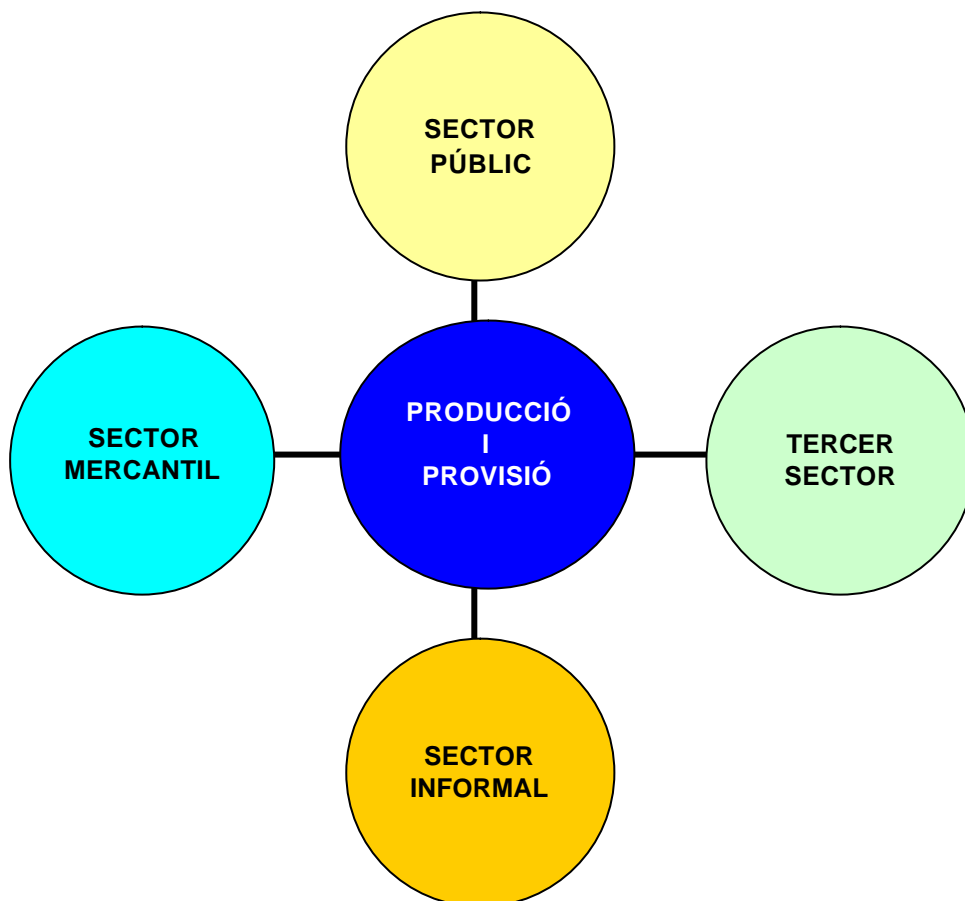 SECTOR
PÚBLIC
SECTOR
MERCANTIL
PRODUCCIÓ
I
PROVISIÓ
TERCER
SECTOR
SECTOR
INFORMAL